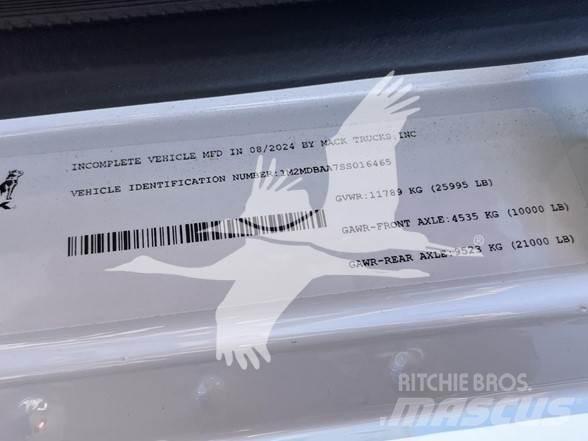 INCOMPLETE VEHICLE MFD IN 08/2024 BY MACK TRUCKS,INC
VEHICLE IDENTIFICATION NUMBER:1M2MDBAA7SS016465
GVWR:11789 KG (25995 LB)
GAWR-FRONT AXLE:4535 KG (10000 LB)
GAWR-REAR AXLE:9523 KG (21000 LB)
RITCHIE BROS.
MASCUS